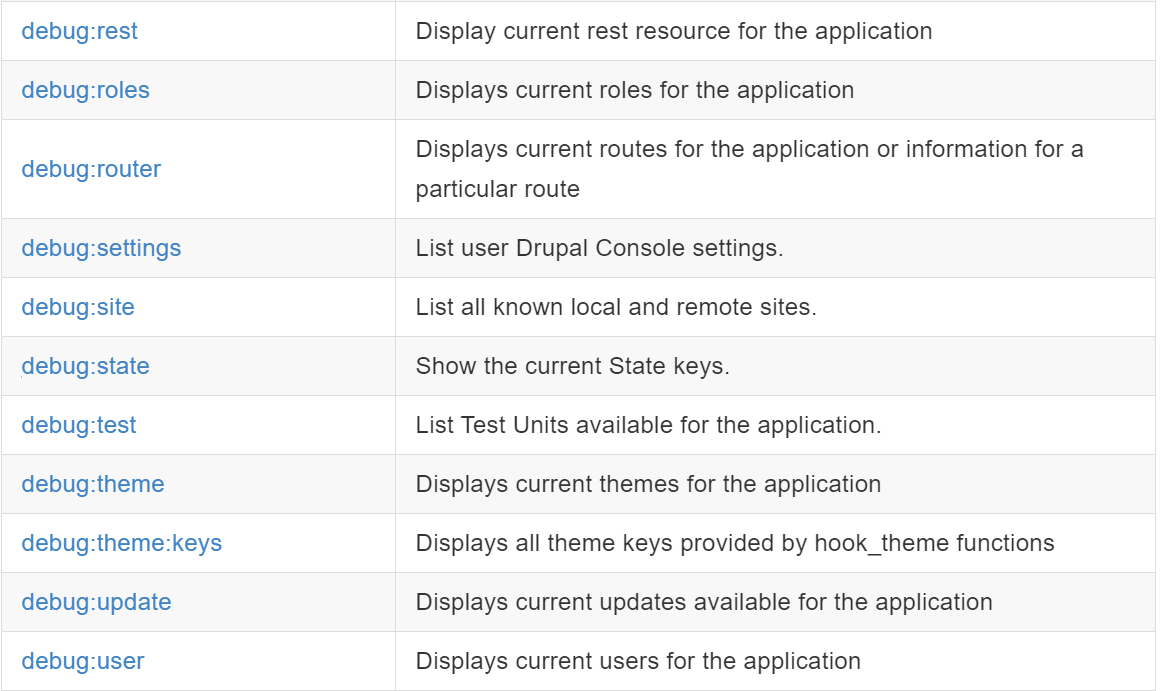 debug:rest Display current rest resource for the application
debug:roles Displays current roles for the application
debug:router Displays current routes for the application or information for a
particular route
debug:settings List user Drupal Console settings.
debug:site List all known local and remote sites.
debug:state Show the current State keys.
debug:test List Test Units available for the application.
debug:theme Displays current themes for the application
debug:theme:keys Displays all theme keys provided by hook_theme functions
debug:update Displays current updates available for the application
debug:user Displays current users for the application